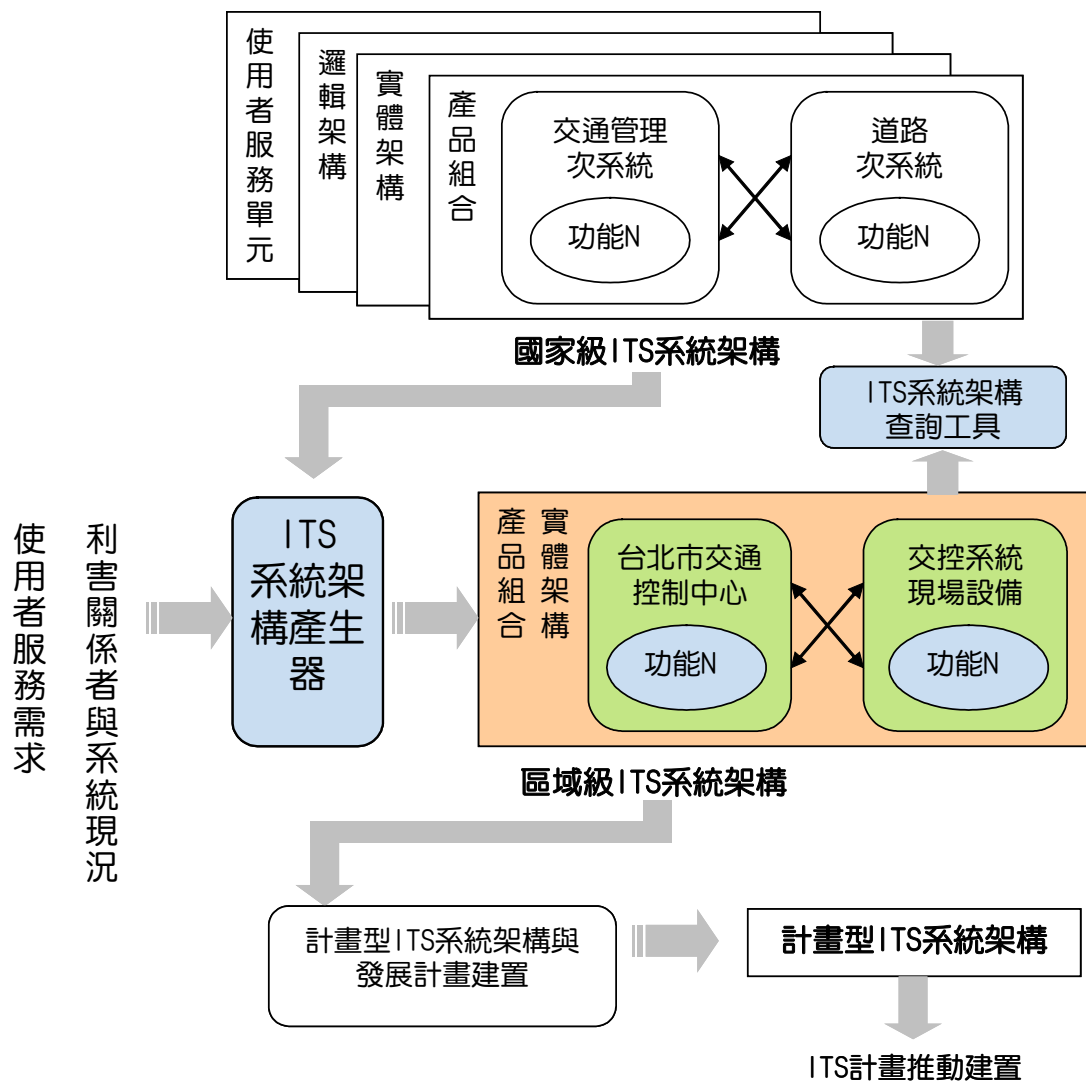 使用者服務單元
邏輯架構
實體架構
產品組合
交通管理
次系統
功能N
道路
次系統
功能N
國家級ITS系統架構
ITS系統架構
查詢工具
使用者服務需求
利害關係者與系統現況
ITS
系統架
構產生
器
產品組合
實體架構
台北市交通
控制中心
功能N
交控系統
現場設備
功能N
區域級ITS系統架構
計畫型ITS系統架構與
發展計畫建置
計畫型ITS系統架構
ITS計畫推動建置